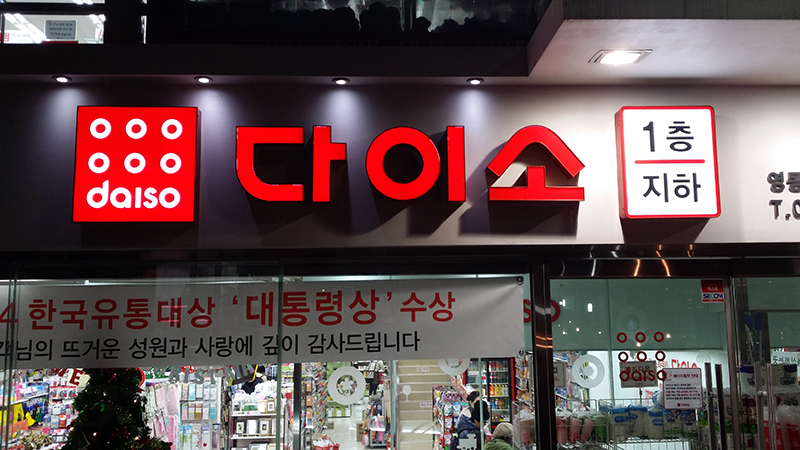 daiso
다이소
1층
지하
4 한국유통대상 '대통령상' 수상
객님의 뜨거운 성원과 사랑에 깊이 감사드립니다
daiso
SECOM